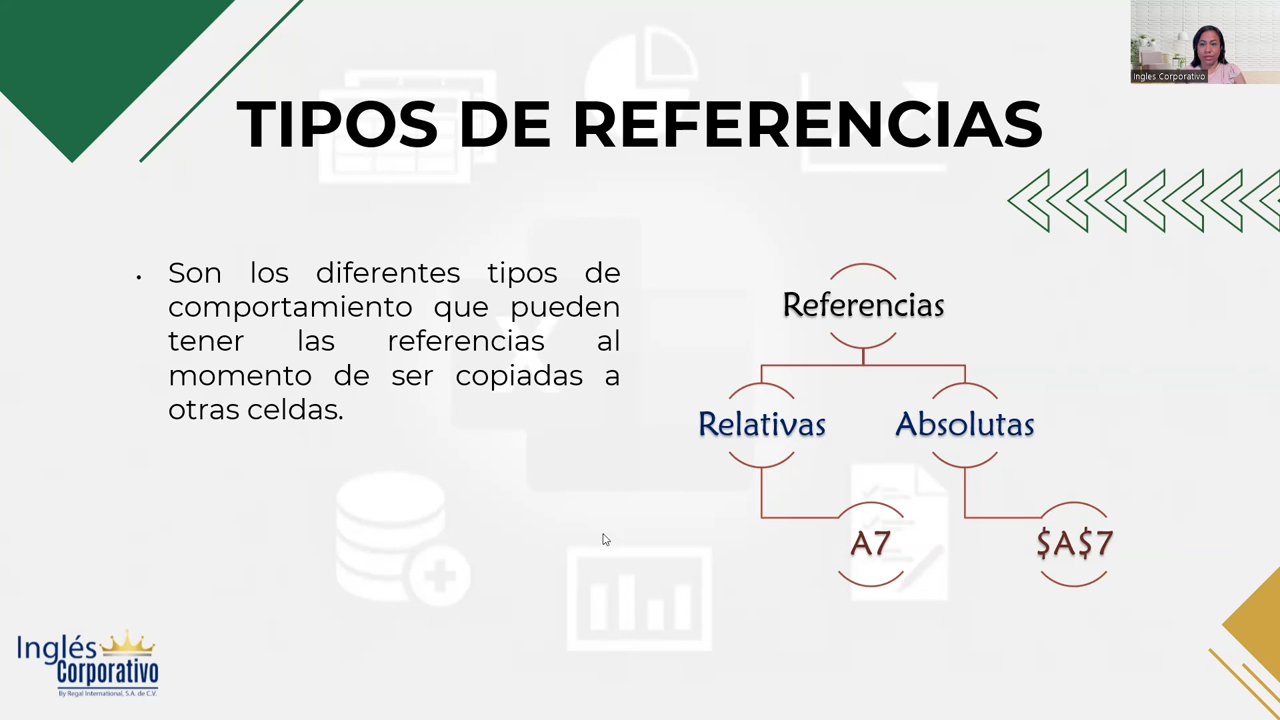 Ingles Corporativo
TIPOS DE REFERENCIAS
• Son los diferentes tipos de
comportamiento que pueden
tener las referencias al
momento de ser copiadas a
otras celdas.
Referencias
Relativas
Absolutas
A7
$A$7
Inglés
Corporativo
By Regal International, S.A. de C.V.